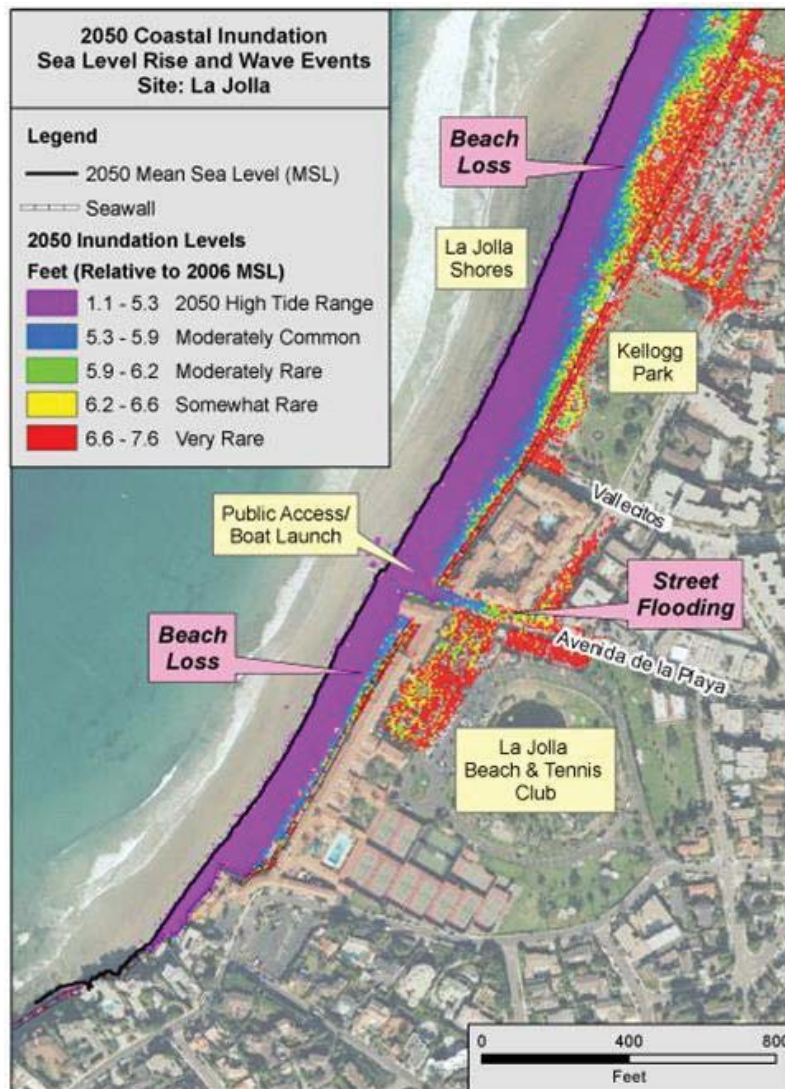 2050 Coastal Inundation
Sea Level Rise and Wave Events
Site: La Jolla
Legend
2050 Mean Sea Level (MSL)
Seawall
2050 Inundation Levels
Feet (Relative to 2006 MSL)
1.1 - 5.3 2050 High Tide Range
5.3 - 5.9 Moderately Common
5.9 - 6.2 Moderately Rare
6.2 - 6.6 Somewhat Rare
6.6 - 7.6 Very Rare
Beach
Loss
La Jolla
Shores
Kellogg
Park
Vallecitos
Public Access/
Boat Launch
Street
Flooding
Beach
Loss
Avenida de la Playa
La Jolla
Beach & Tennis
Club
0 400 800
Feet